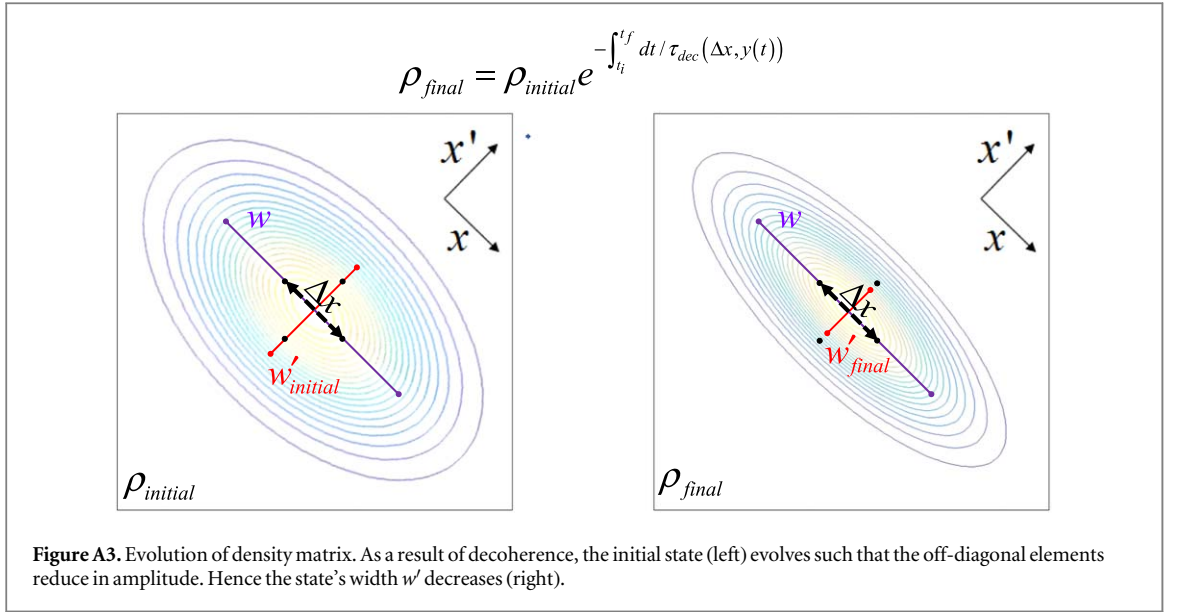 ρ_final = ρ_initial e^{-∫_{t_i}^{t_f} dt / τ_dec(Δx, y(t))}
x'
x
w
Δx
w'_initial
ρ_initial
x'
x
w
Δx
w'_final
ρ_final
Figure A3. Evolution of density matrix. As a result of decoherence, the initial state (left) evolves such that the off-diagonal elements
reduce in amplitude. Hence the state's width w′ decreases (right).